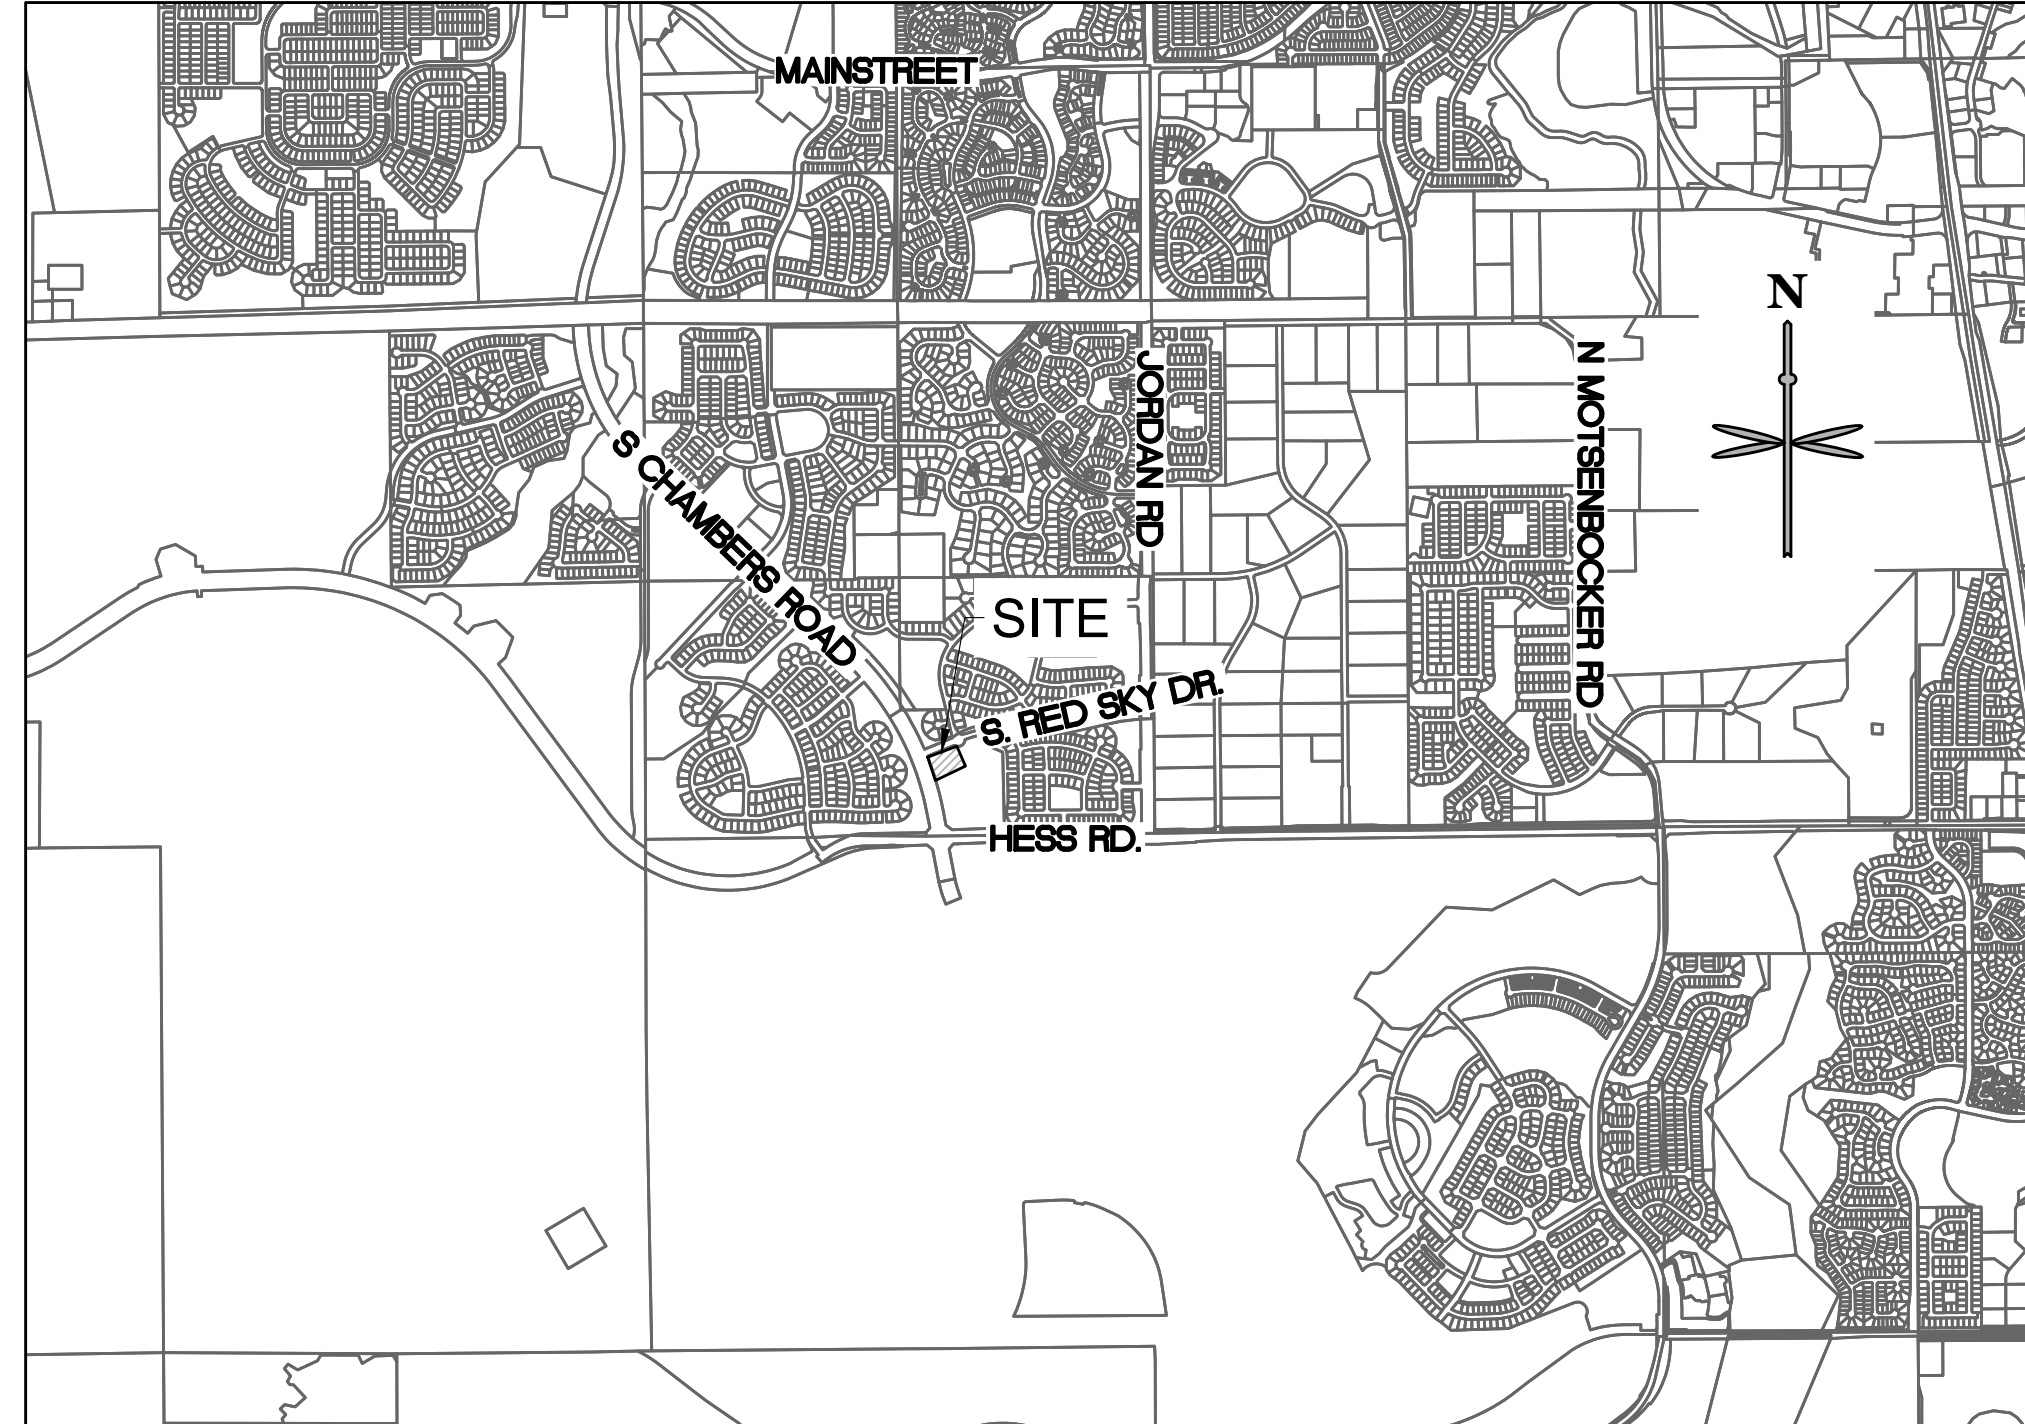 MAINSTREET
N
JORDAN RD
N MOTSENBOCKER RD
S CHAMBERS ROAD
SITE
S. RED SKY DR.
HESS RD.